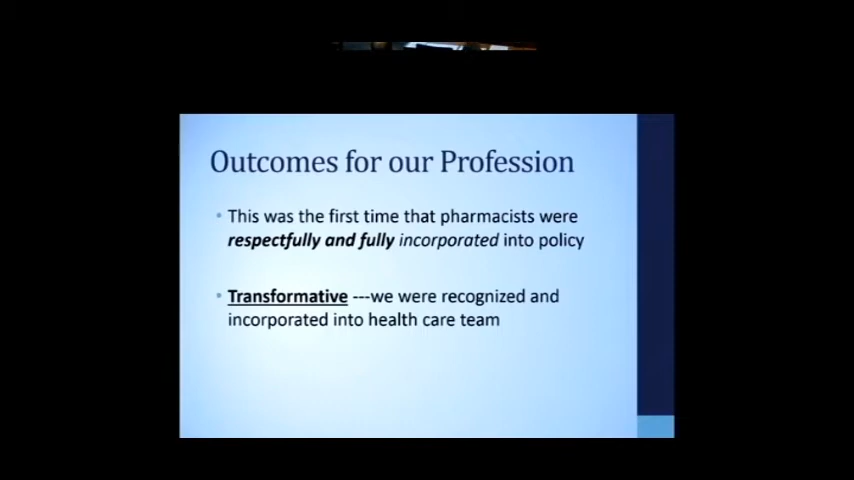 Outcomes for our Profession
• This was the first time that pharmacists were
respectfully and fully incorporated into policy
• Transformative ---we were recognized and
incorporated into health care team